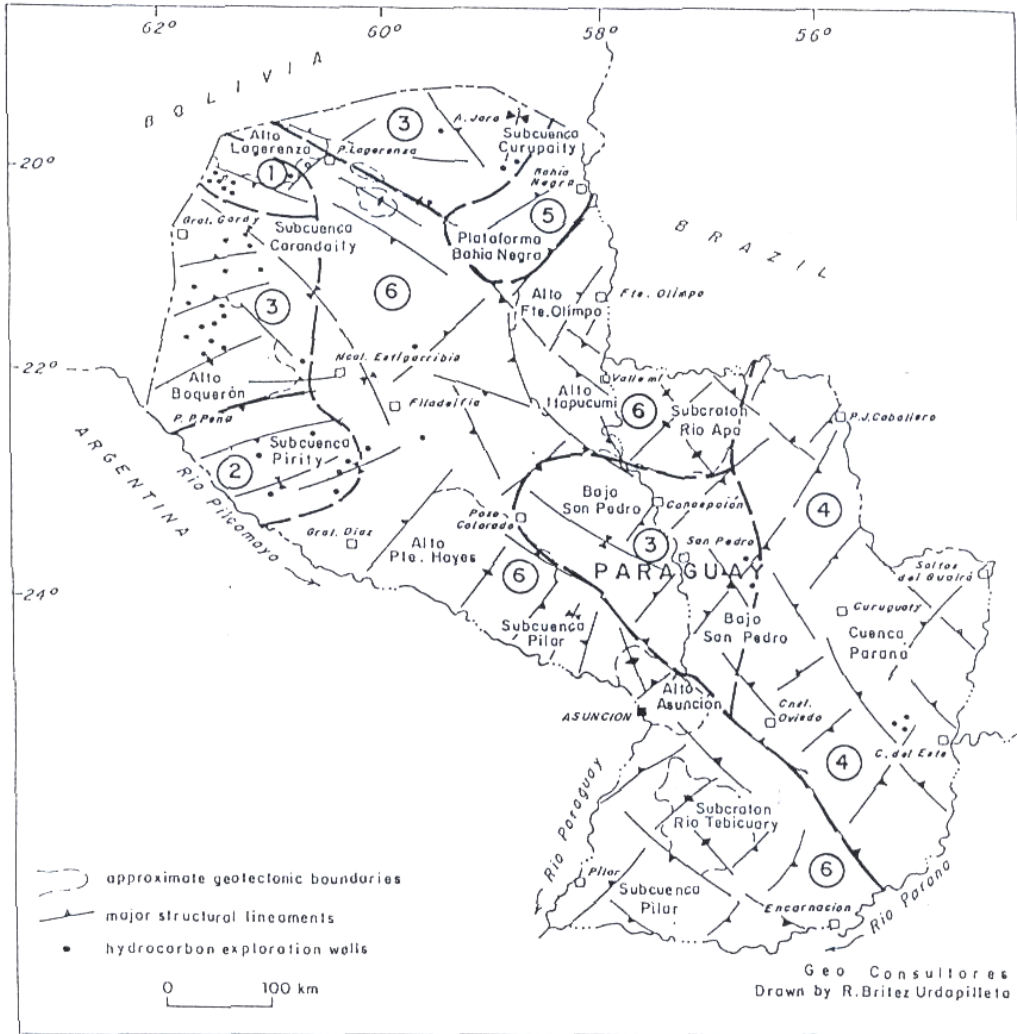 62° 60° 58° 56°
BOLIVIA
A. Jara
3
Subcuenca
Curupaity
Alto
Lagerenza
P. Lagerenza
-20°
1
Bahia
Negra
5
Gral. Garay
Subcuenca
Carandaity
Plataforma
Bahia Negra
BRAZIL
6
3
Alto
Fte. Olimpo
Fte. Olimpo
-22°
Mcal. Estigarribia
Alto
Boquerón
Filadelfia
Alto
Itapucumi
Vallemi
6
Subcraton
Rio Apa
P.J. Caballero
P.P. Pena
ARGENTINA
Subcuenca
Pirity
2
Rio Pilcomayo
Bajo
San Pedro
Concepción
4
Pozo
Colorado
Gral. Diaz
Alto
Pte. Hayes
3
San Pedro
6
PARAGUAY
Saltos
del Guairá
-24°
Subcuenca
Pilar
Bajo
San Pedro
Curuguaty
Cuenca
Parana
Alto
Asunción
ASUNCION
Cnel.
Oviedo
4
C. del Este
Rio Paraguay
Subcraton
Rio Tebicuary
6
Pilar
Subcuenca
Pilar
Encarnacion
Rio Parana
approximate geotectonic boundaries
major structural lineaments
hydrocarbon exploration wells
0 100 km
Geo Consultores
Drawn by R. Britez Urdapilleta